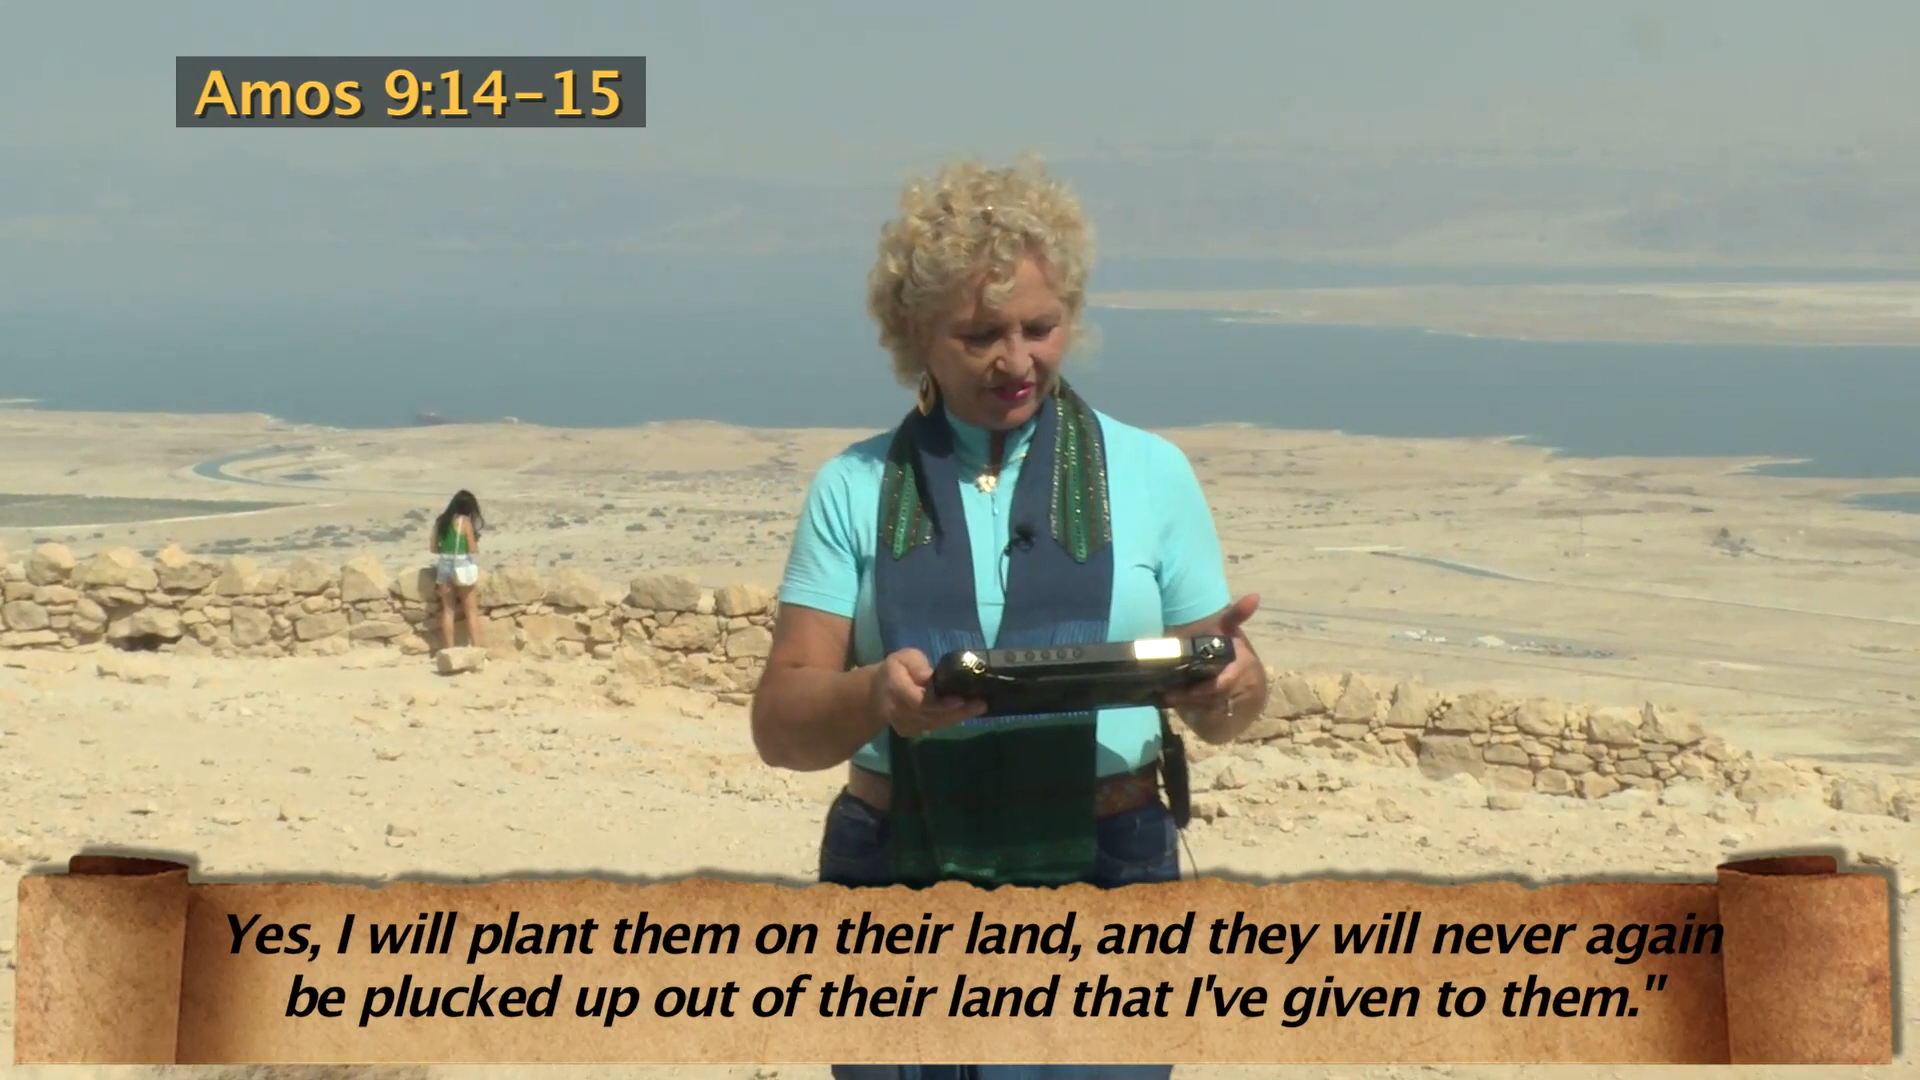 Amos 9:14-15
Yes, I will plant them on their land, and they will never again
be plucked up out of their land that I've given to them."